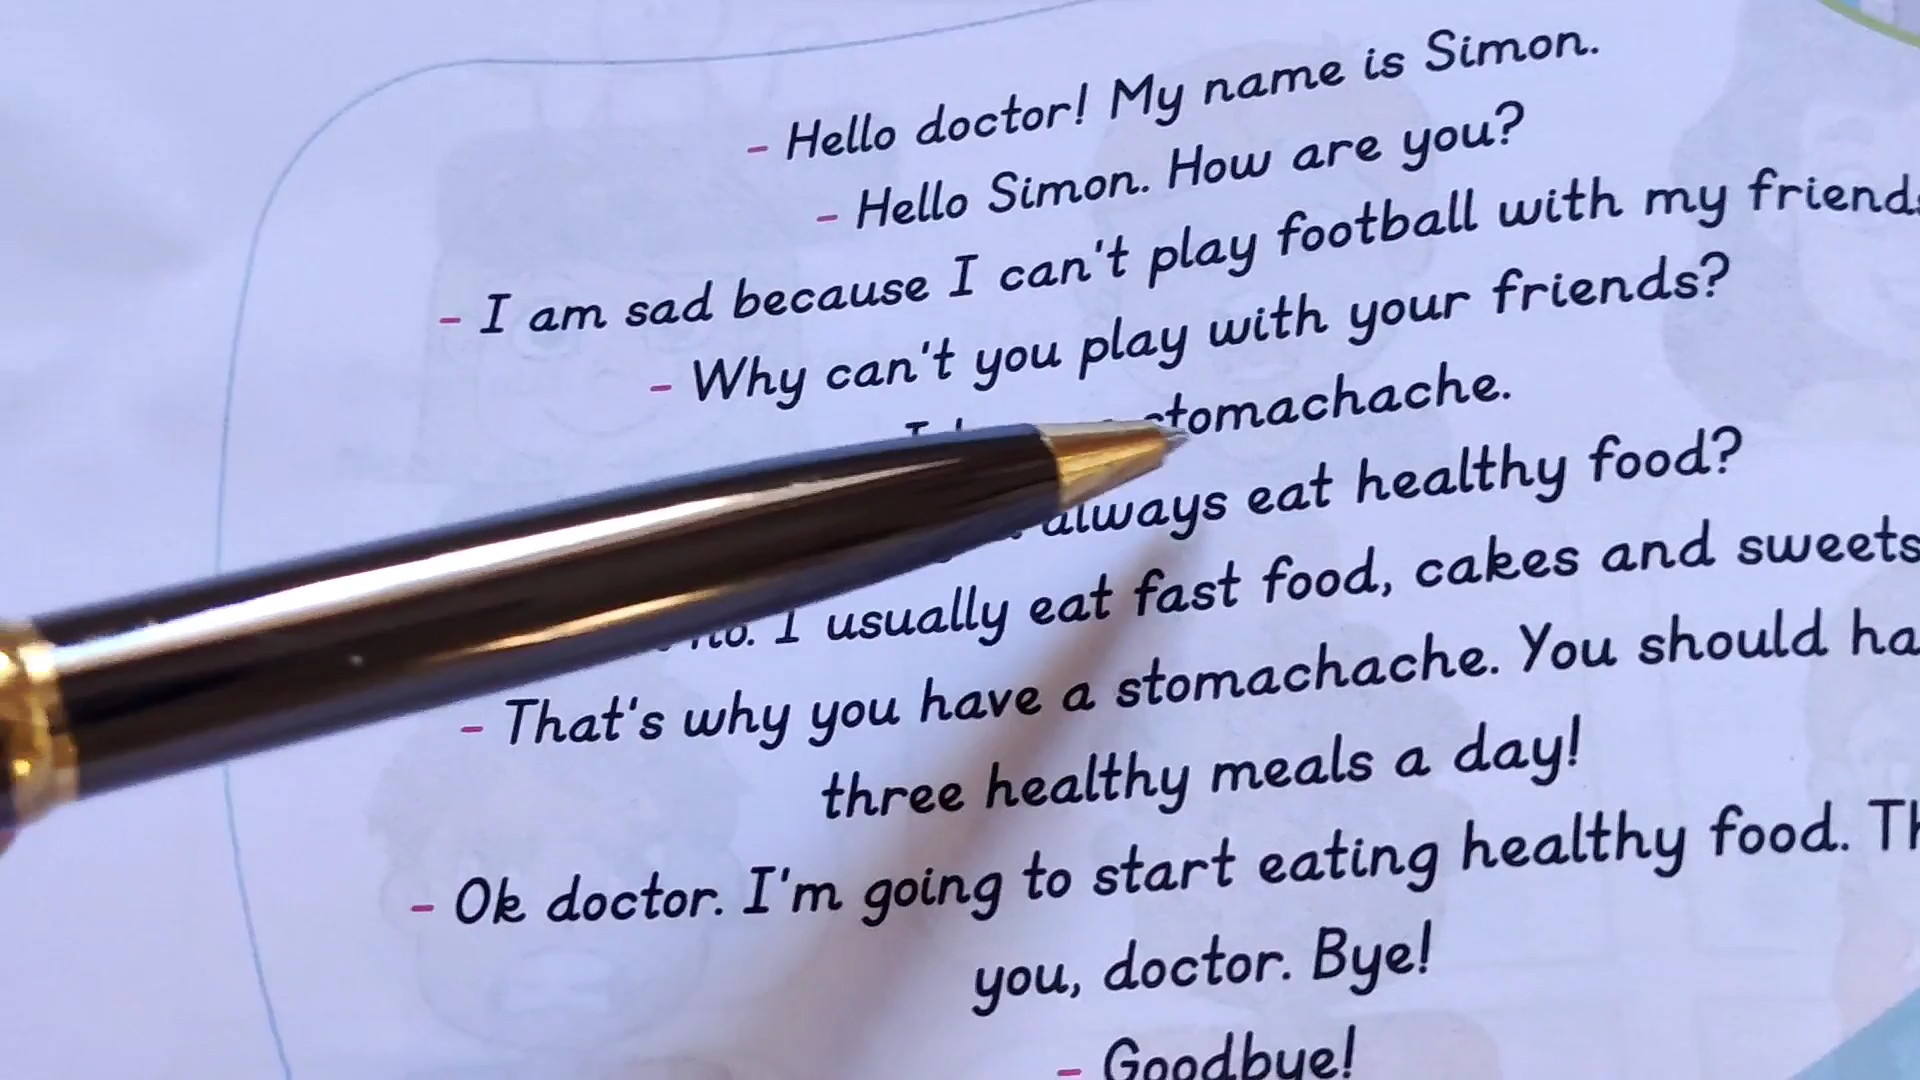 - Hello doctor! My name is Simon.
- Hello Simon. How are you?
- I am sad because I can't play football with my friends
- Why can't you play with your friends?
stomachache.
always eat healthy food?
no. I usually eat fast food, cakes and sweets
- That's why you have a stomachache. You should
three healthy meals a day!
- Ok doctor. I'm going to start eating healthy food.
you, doctor. Bye!
- Goodbye!